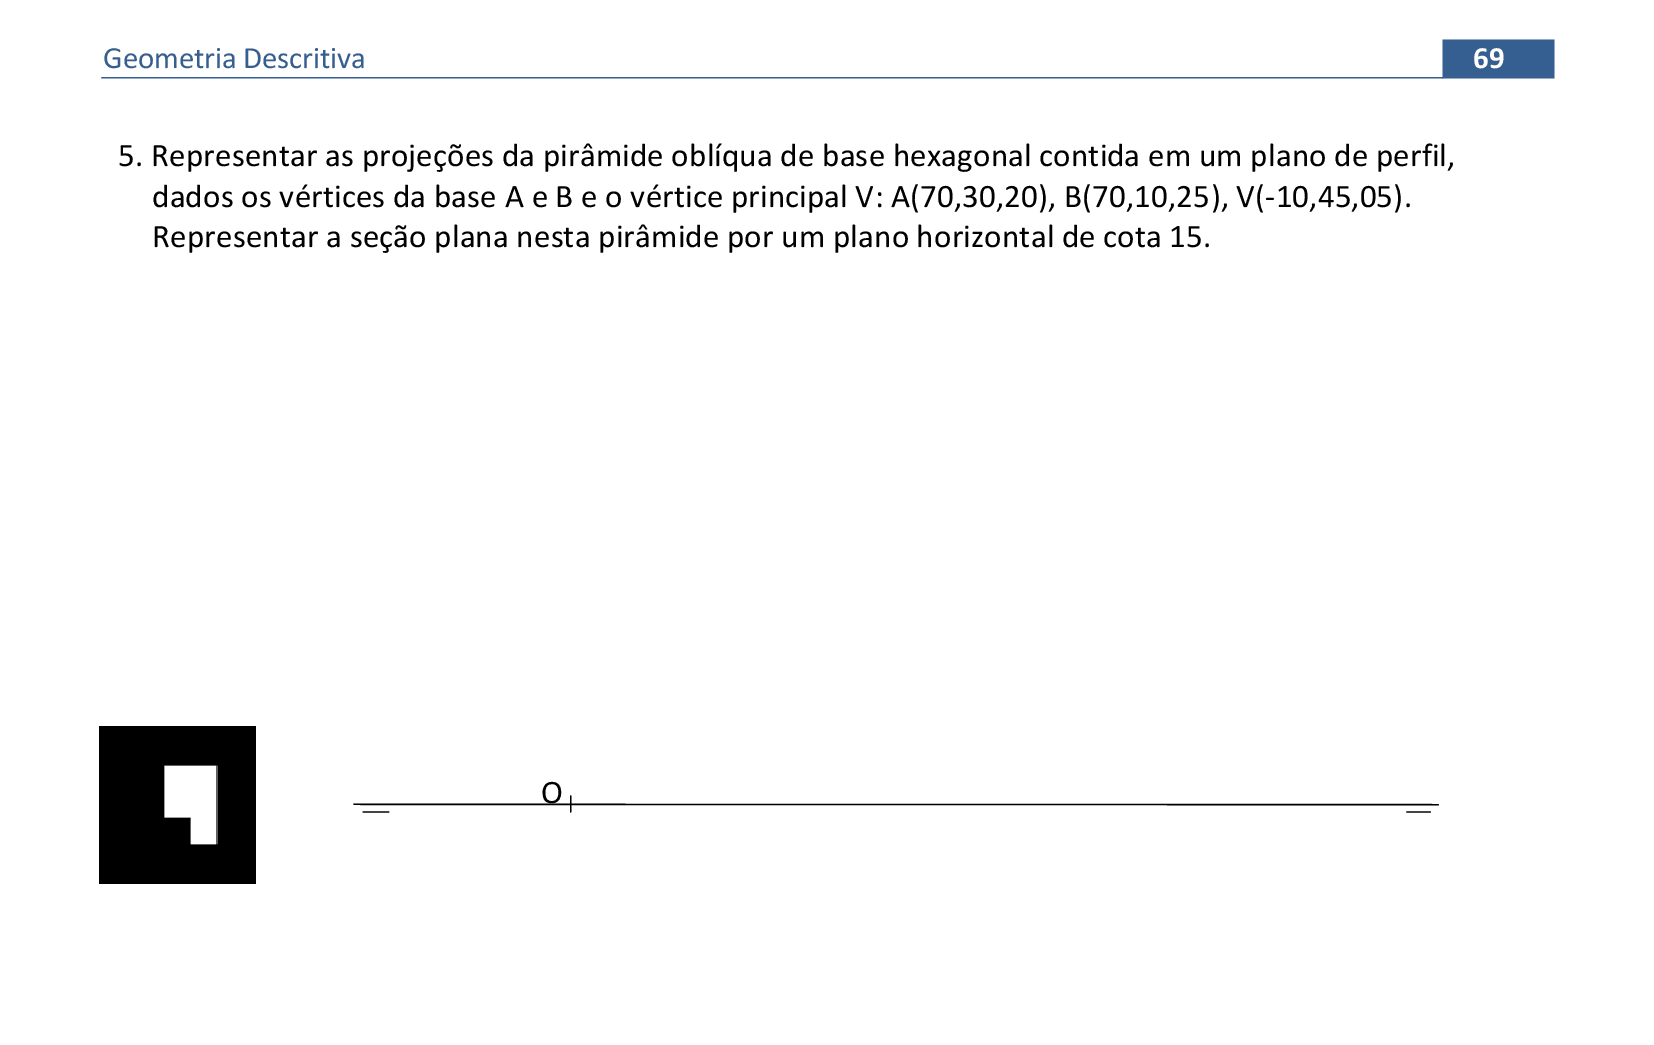 Geometria Descritiva
69
5. Representar as projeções da pirâmide oblíqua de base hexagonal contida em um plano de perfil,
dados os vértices da base A e B e o vértice principal V: A(70,30,20), B(70,10,25), V(-10,45,05).
Representar a seção plana nesta pirâmide por um plano horizontal de cota 15.
O